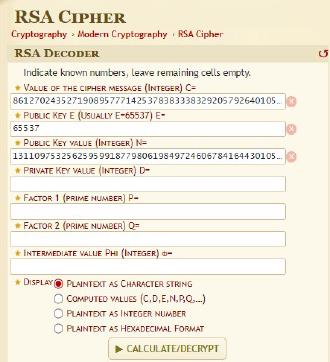 RSA Cipher
Cryptography › Modern Cryptography › RSA Cipher
RSA Decoder
Indicate known numbers, leave remaining cells empty.
★ Value of the cipher message (Integer) C=
861270243527190895777142537838333832920579264010 5...
★ Public Key E (Usually E=65537) E=
65537
★ Public Key value (Integer) N=
1311097532562595991877980619849724606784164430105...
★ Private Key value (Integer) D=
★ Factor 1 (prime number) P=
★ Factor 2 (prime number) Q=
★ Intermediate value Phi (Integer) Φ=
★ Display Plaintext as Character string
Computed values (C,D,E,N,P,Q,...)
Plaintext as Integer number
Plaintext as Hexadecimal Format
▶ Calculate/Decrypt